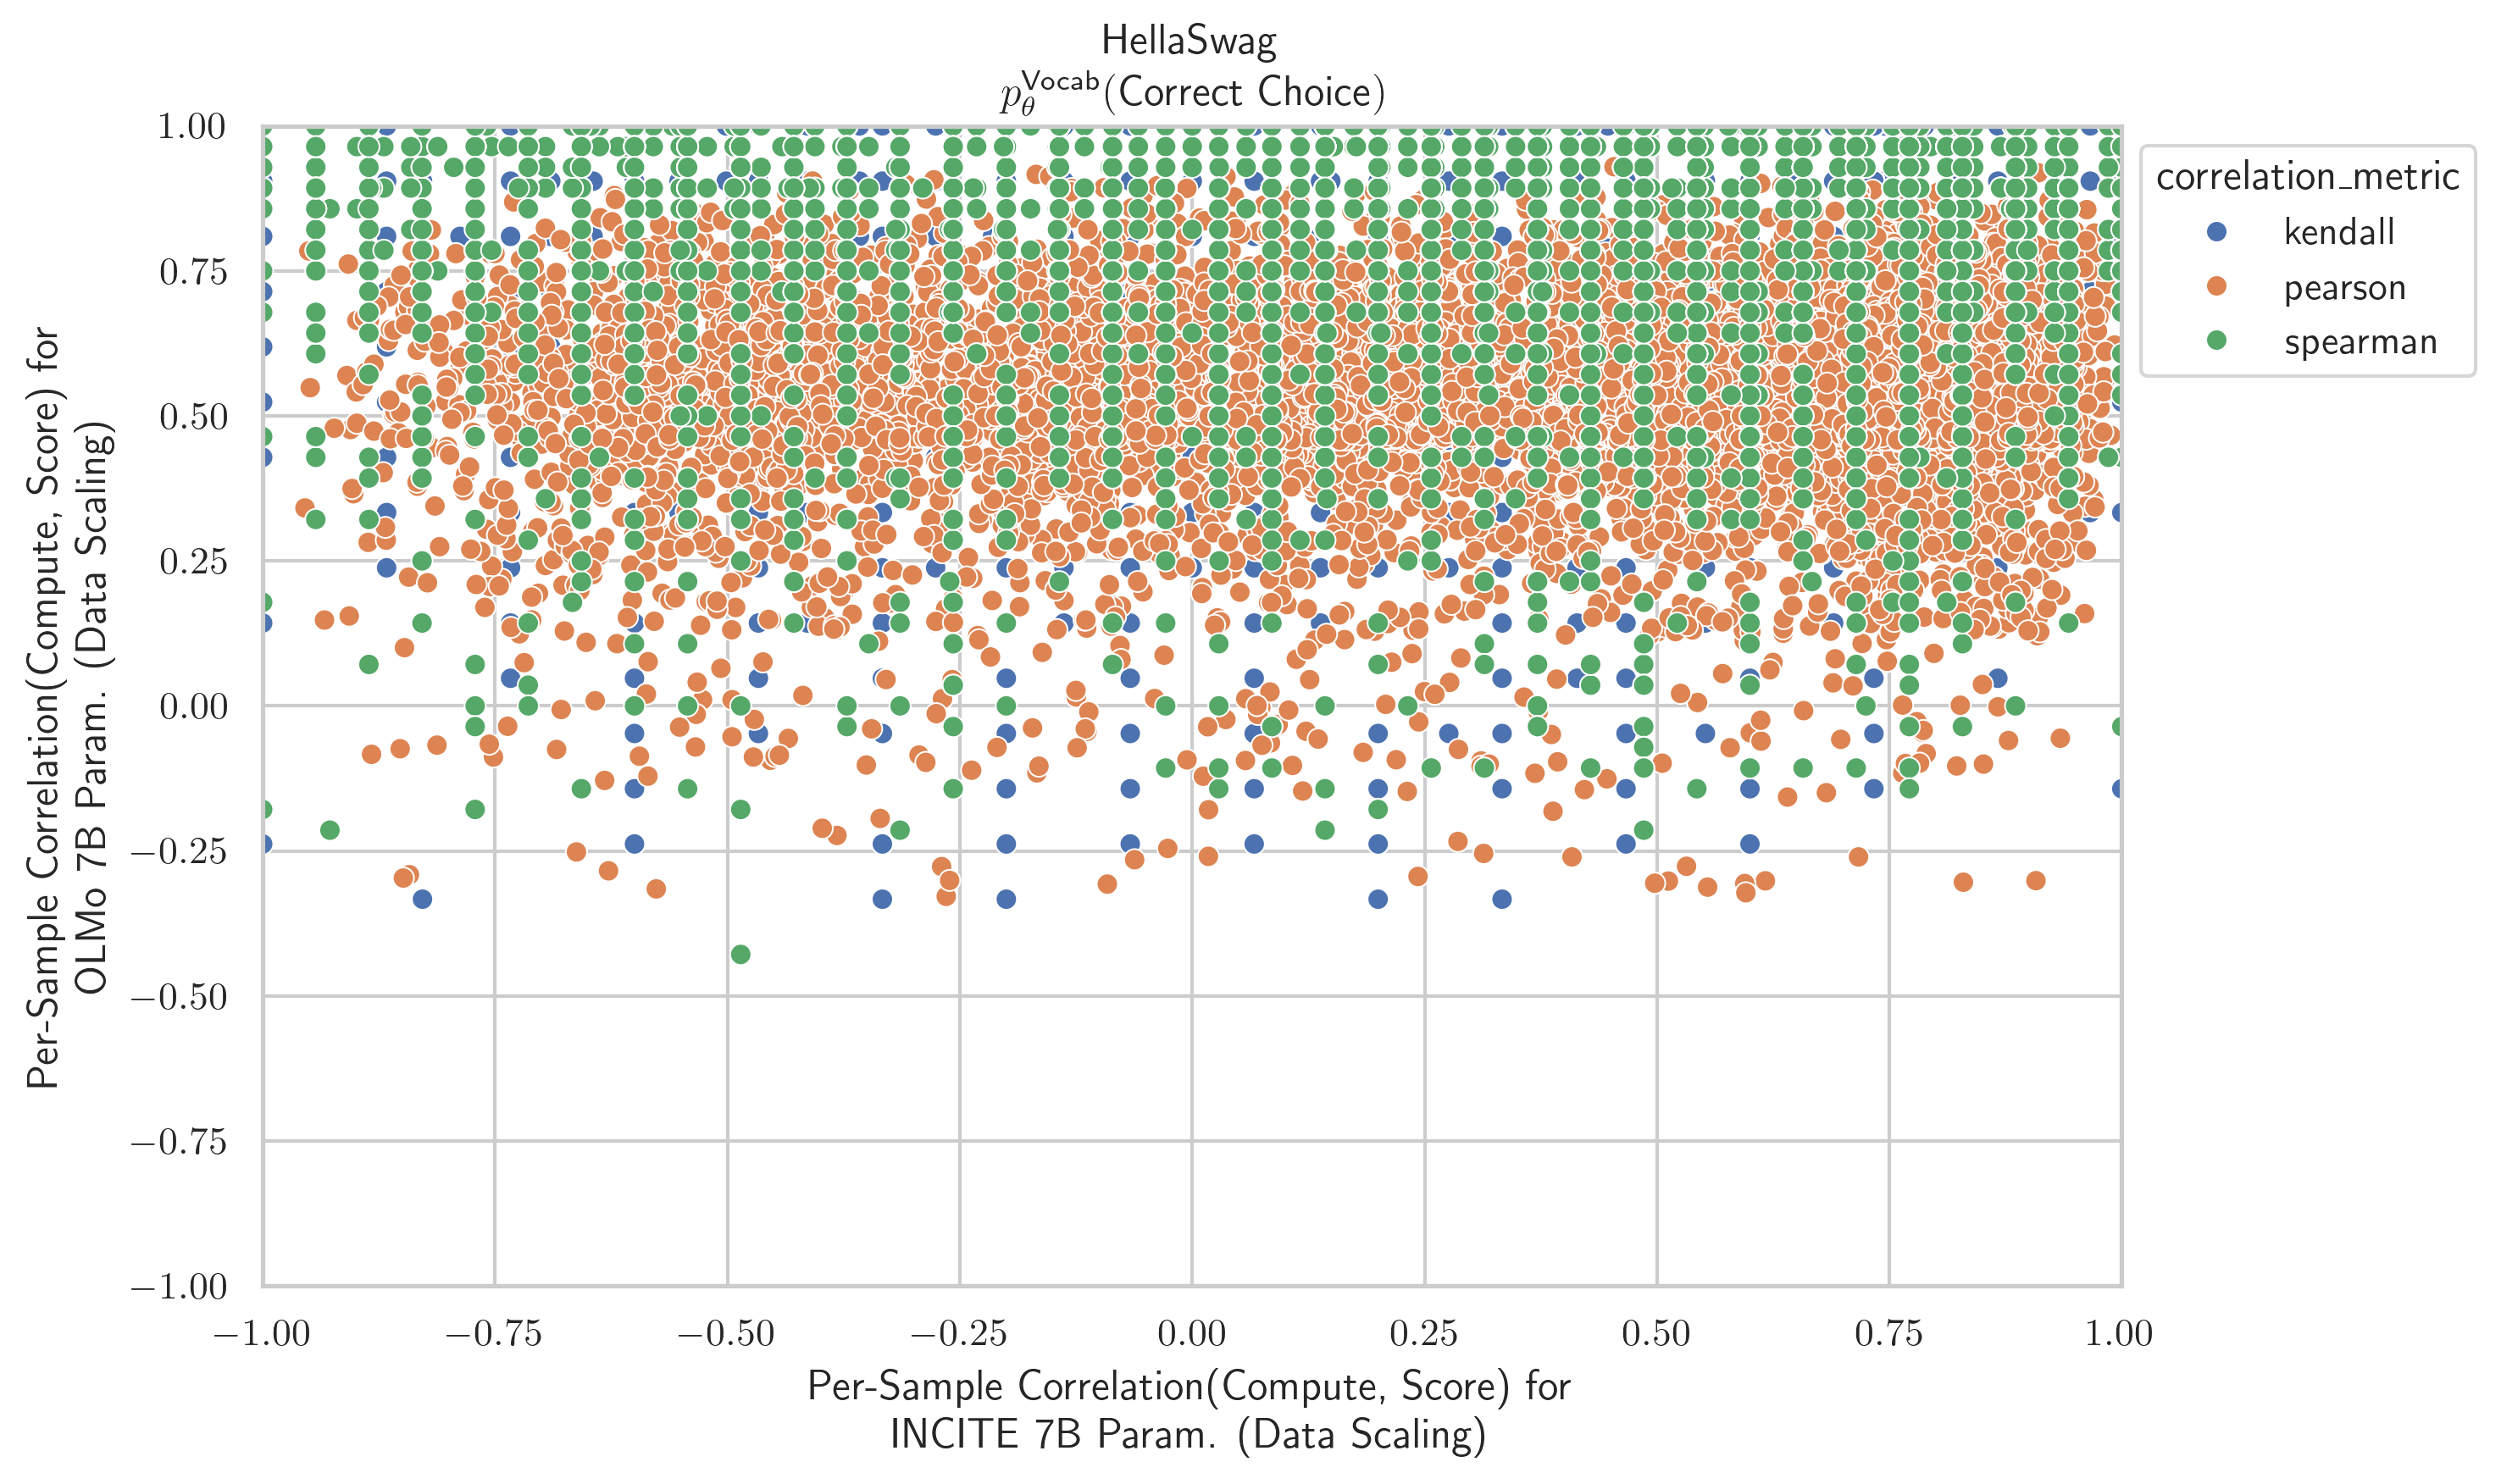 HellaSwag
p_θ^Vocab(Correct Choice)
1.00
0.75
0.50
0.25
0.00
−0.25
−0.50
−0.75
−1.00
Per-Sample Correlation(Compute, Score) for
OLMo 7B Param. (Data Scaling)
correlation_metric
kendall
pearson
spearman
−1.00 −0.75 −0.50 −0.25 0.00 0.25 0.50 0.75 1.00
Per-Sample Correlation(Compute, Score) for
INCITE 7B Param. (Data Scaling)